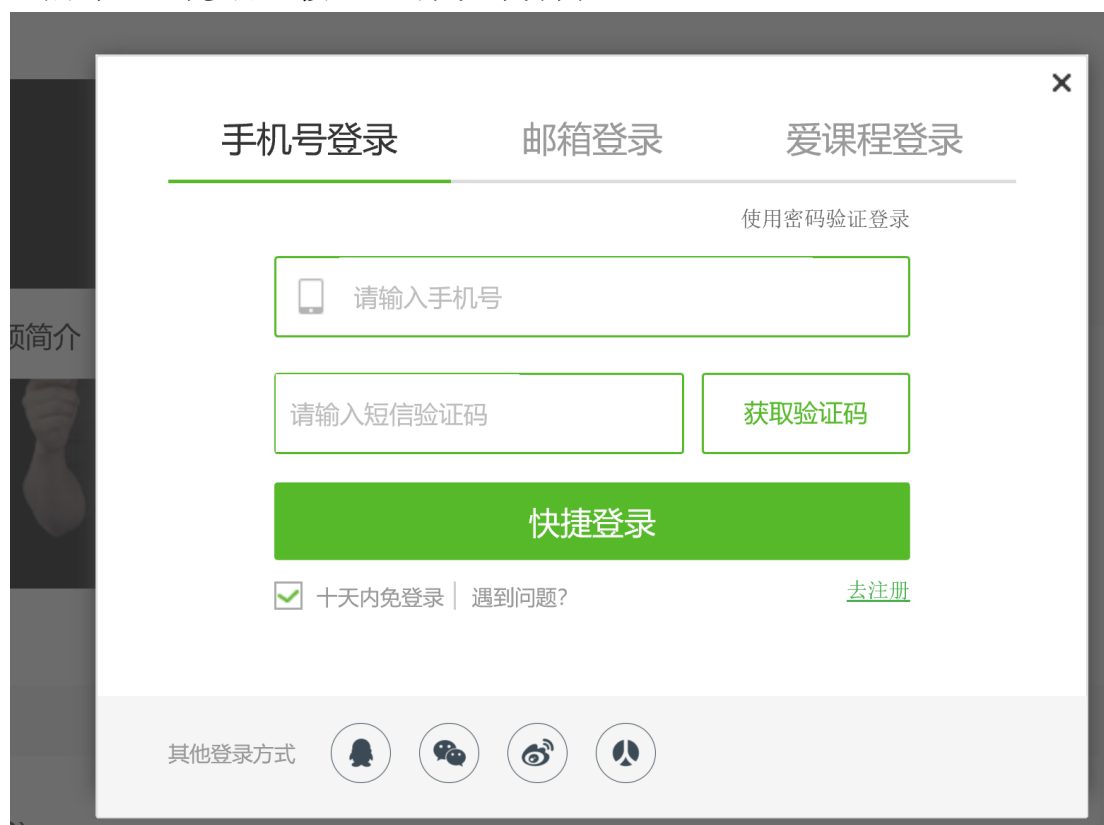 手机号登录 邮箱登录 爱课程登录
使用密码验证登录
请输入手机号
简介
请输入短信验证码 获取验证码
快捷登录
十天内免登录 遇到问题? 去注册
其他登录方式